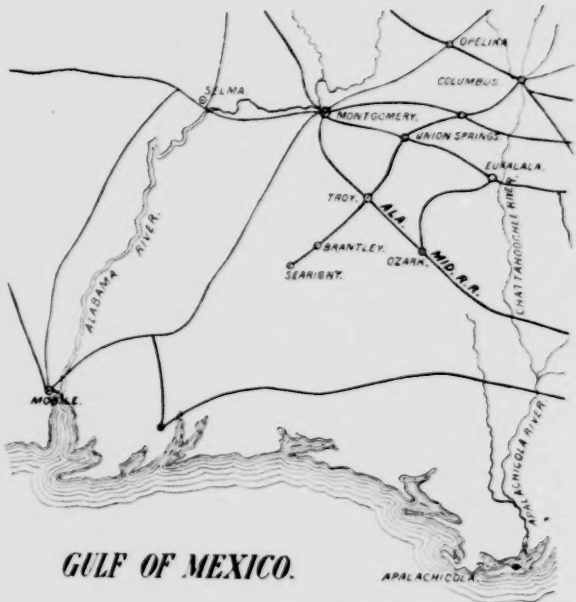 OPELIKA
COLUMBUS.
SELMA.
MONTGOMERY.
UNION SPRINGS.
EUFALALA.
TROY.
ALA.
MID. R. R.
BRANTLEY.
SEARIGHT.
OZARK.
ALABAMA RIVER.
CHATTAHOOCHEE RIVER.
MOBILE.
APALACHICOLA RIVER.
GULF OF MEXICO.
APALACHICOLA.